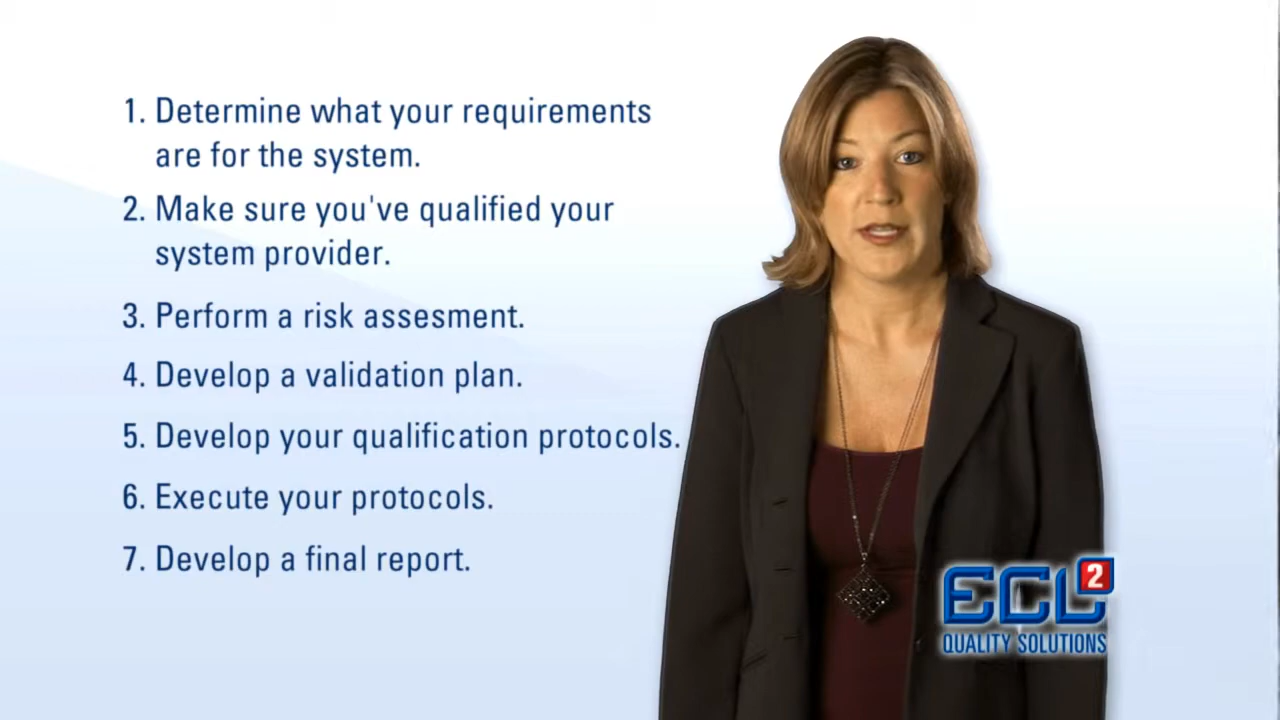 1. Determine what your requirements
are for the system.
2. Make sure you've qualified your
system provider.
3. Perform a risk assesment.
4. Develop a validation plan.
5. Develop your qualification protocols.
6. Execute your protocols.
7. Develop a final report.
ECL2
QUALITY SOLUTIONS